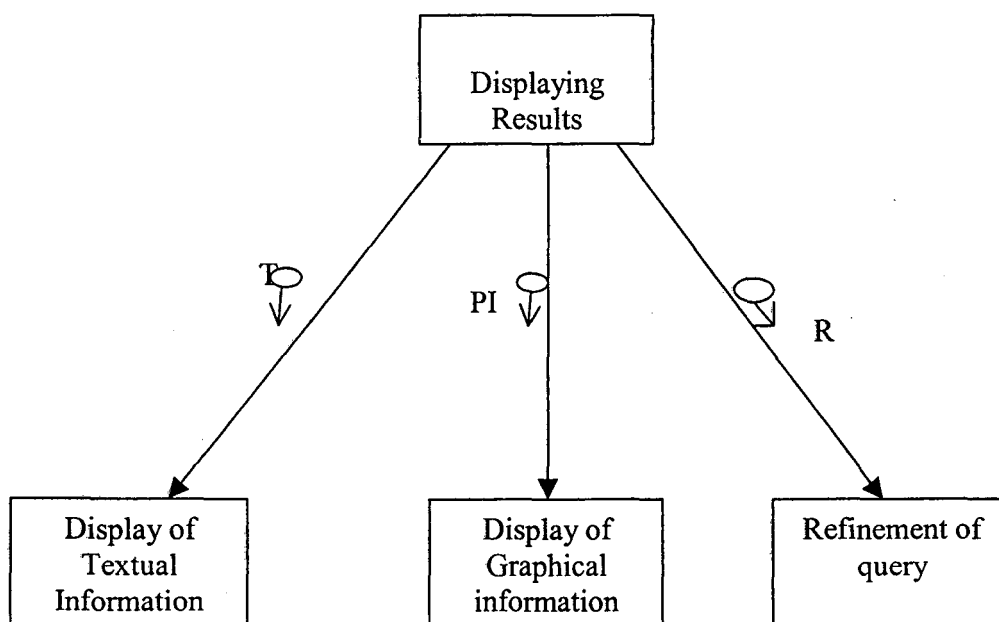 Displaying
Results
T
PI
R
Display of
Textual
Information
Display of
Graphical
information
Refinement of
query